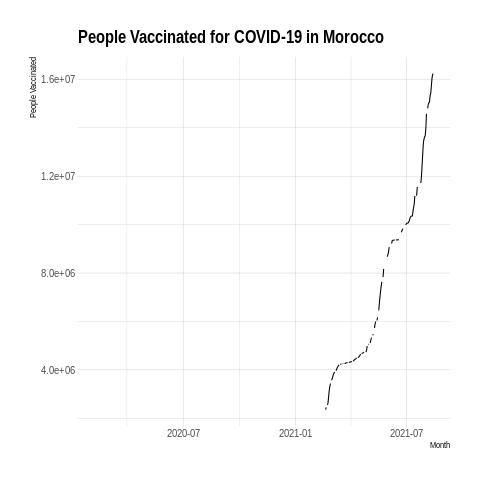 People Vaccinated for COVID-19 in Morocco
People Vaccinated
1.6e+07
1.2e+07
8.0e+06
4.0e+06
2020-07
2021-01
2021-07
Month